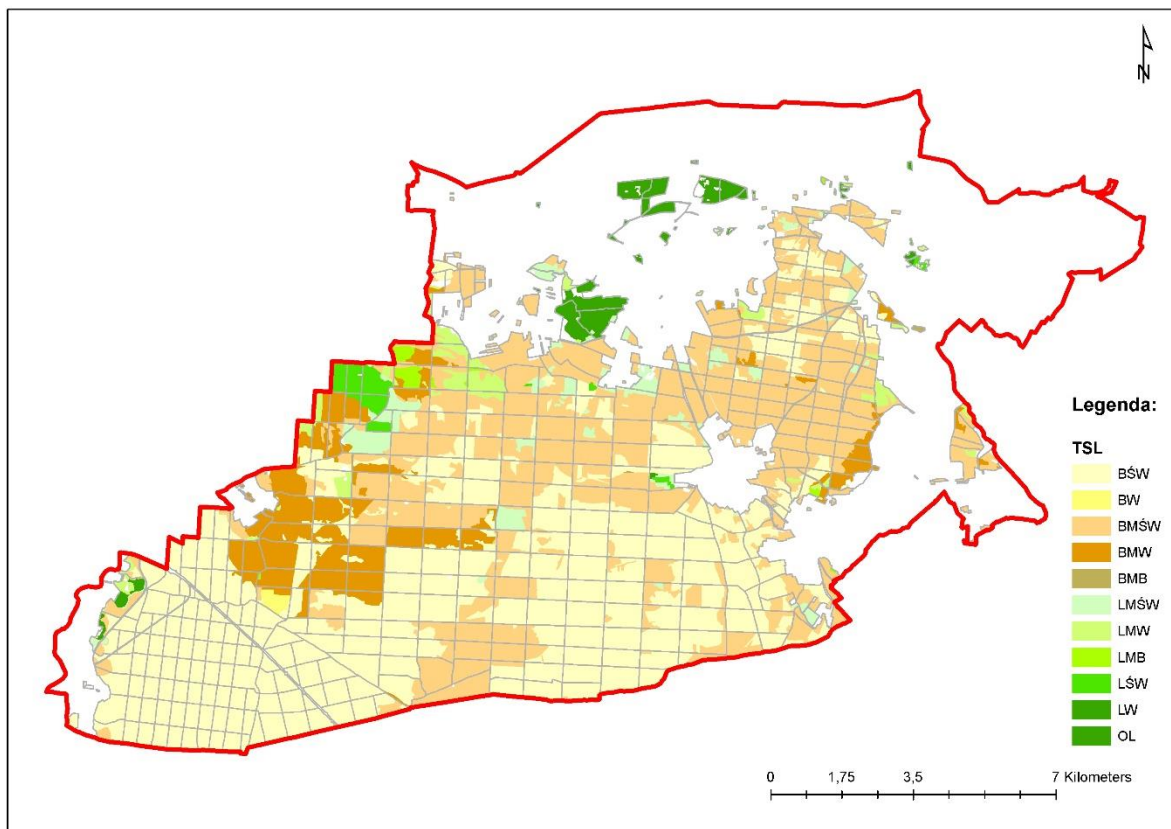 N
Legenda:
TSL
BŚW
BW
BMŚW
BMW
BMB
LMŚW
LMW
LMB
LŚW
LW
OL
0 1,75 3,5 7 Kilometers